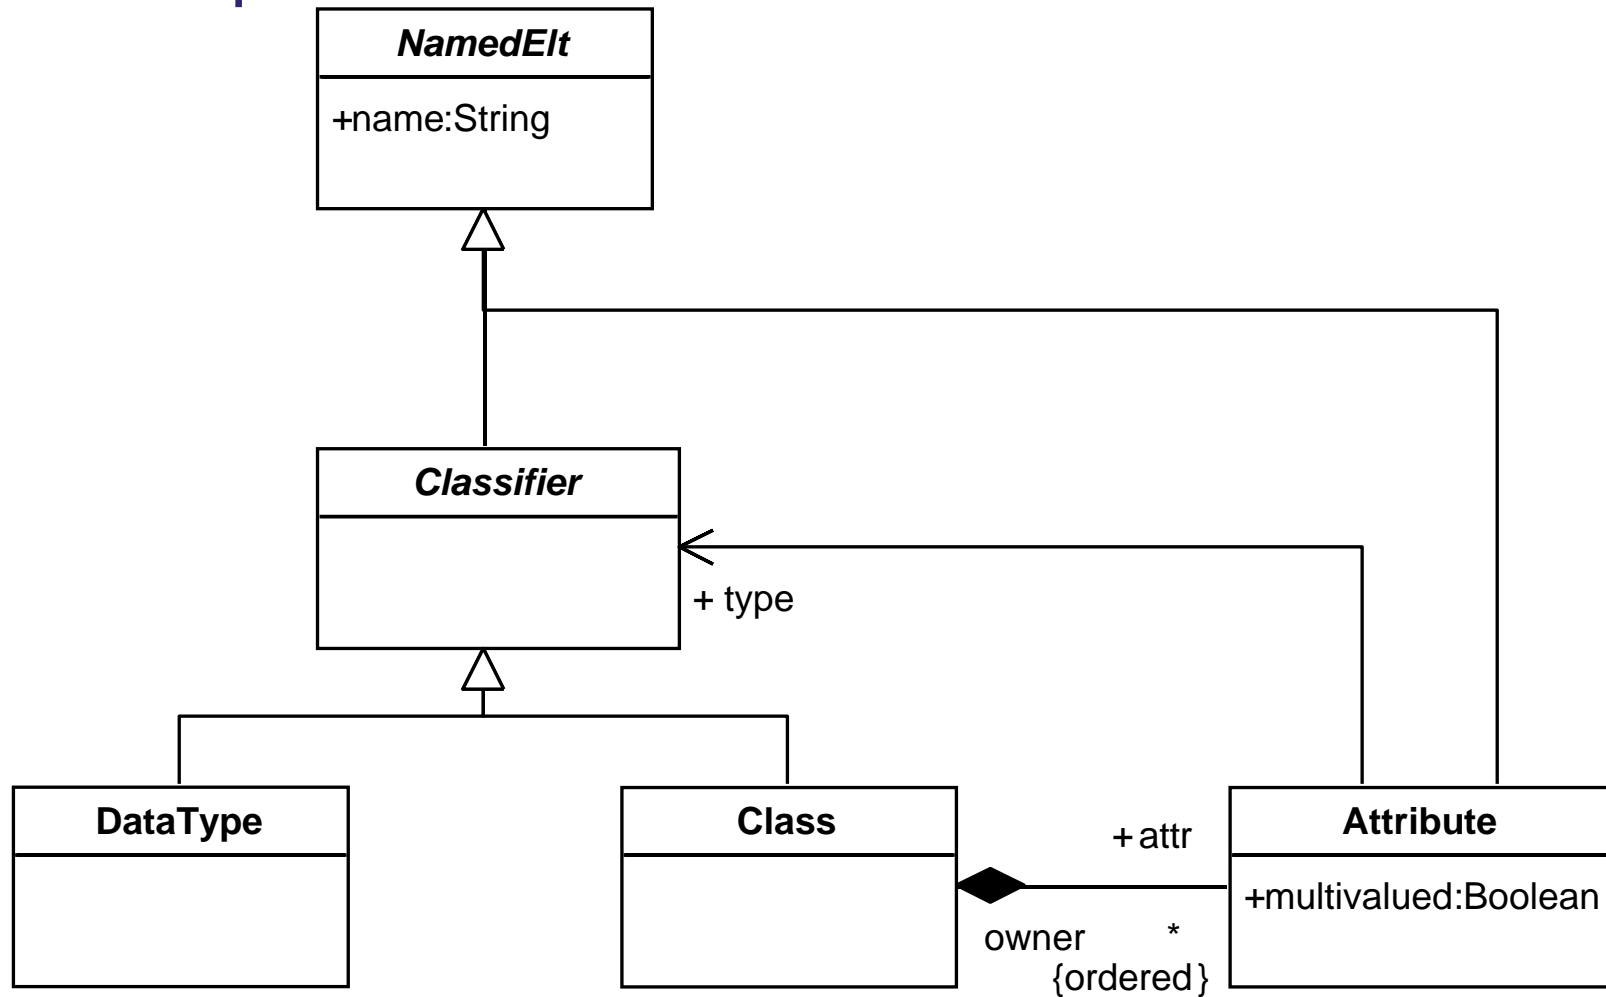 NamedElt
+name:String
Classifier
+ type
DataType
Class
+attr
Attribute
+multivalued:Boolean
owner
*
{ordered}